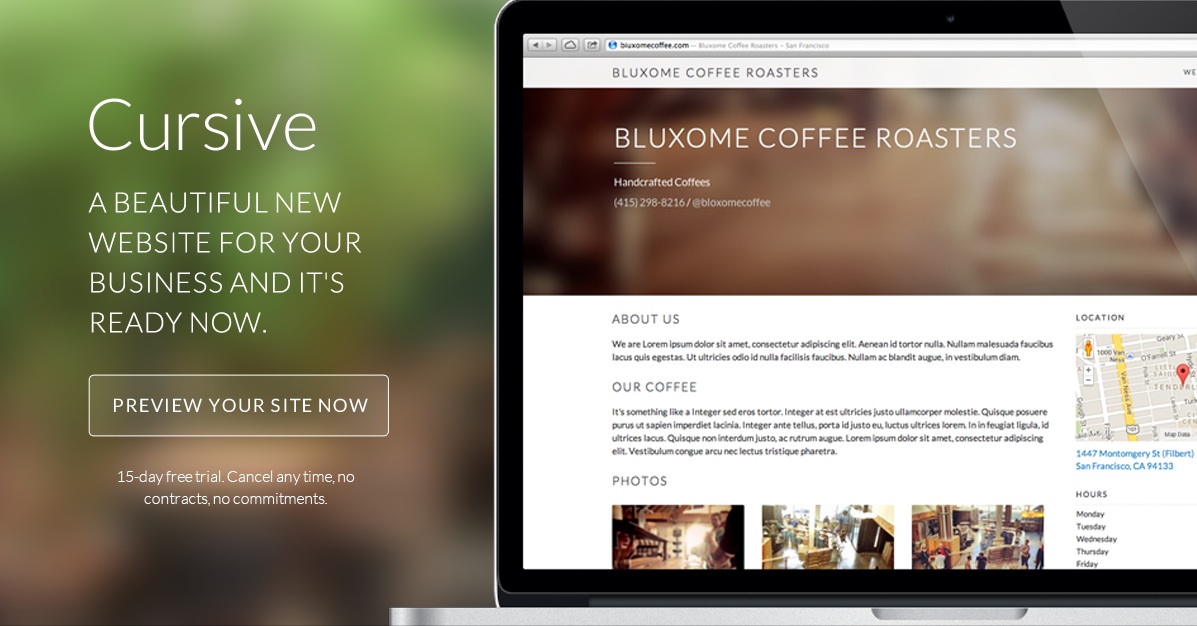 Cursive
A BEAUTIFUL NEW
WEBSITE FOR YOUR
BUSINESS AND IT'S
READY NOW.
PREVIEW YOUR SITE NOW
15-day free trial. Cancel any time, no
contracts, no commitments.
bluxomecoffee.com — Bluxome Coffee Roasters – San Francisco
BLUXOME COFFEE ROASTERS
WE
BLUXOME COFFEE ROASTERS
Handcrafted Coffees
(415) 298-8216 / @bloxomecoffee
ABOUT US
We are Lorem ipsum dolor sit amet, consectetur adipiscing elit. Aenean id tortor nulla. Nullam malesuada faucibus
lacus quis egestas. Ut ultricies odio id nulla facilisis faucibus. Nullam ac blandit augue, in vestibulum diam.
OUR COFFEE
It's something like a Integer sed eros tortor. Integer at est ultricies justo ullamcorper molestie. Quisque posuere
purus ut sapien imperdiet lacinia. Integer ante tellus, porta id justo eu, luctus ultrices lorem. In in feugiat ligula, id
ultrices lacus. Quisque non interdum justo, ac rutrum augue. Lorem ipsum dolor sit amet, consectetur adipiscing
elit. Vestibulum congue arcu nec lectus tristique pharetra.
PHOTOS
LOCATION
Geary St
1000 Van
Ness
O'Farrell St
Van Ness Ave
TENDERL
Map Data
1447 Montomgery St (Filbert)
San Francisco, CA 94133
HOURS
Monday
Tuesday
Wednesday
Thursday
Friday